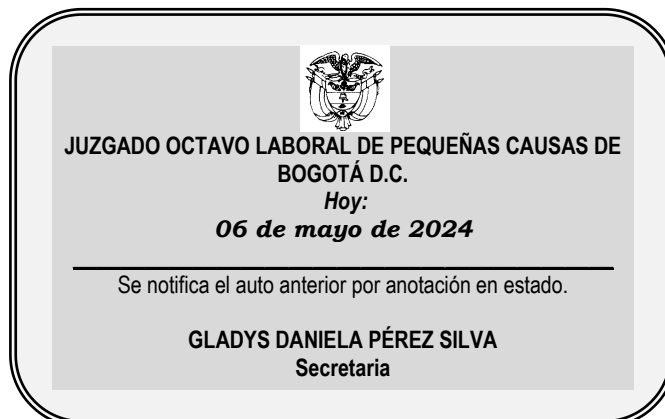 JUZGADO OCTAVO LABORAL DE PEQUEÑAS CAUSAS DE
BOGOTÁ D.C.
Hoy:
06 de mayo de 2024
Se notifica el auto anterior por anotación en estado.
GLADYS DANIELA PÉREZ SILVA
Secretaria